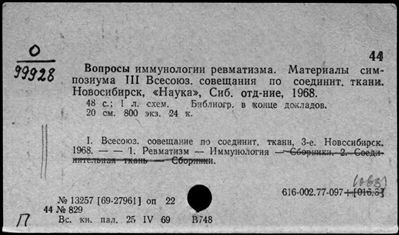 О
99928
44
Вопросы иммунологии ревматизма. Материалы сим-
позиума III Всесоюз. совещания по соединит. ткани.
Новосибирск, «Наука», Сиб. отд-ние, 1968.
48 с.; 1 л. схем. Библиогр. в конце докладов.
20 см. 800 экз. 24 к.
I. Всесоюз. совещание по соединит. ткани, 3-е. Новосибирск.
1968. — — 1. Ревматизм — Иммунология — Сборники. 2. Соеди-
нительная ткань — Сборники.
616-002.77-097+[016.3]
№ 13257 [69-27961] оп 22
44 № 829
П Вс. кн. пал. 25 IV 69 В748